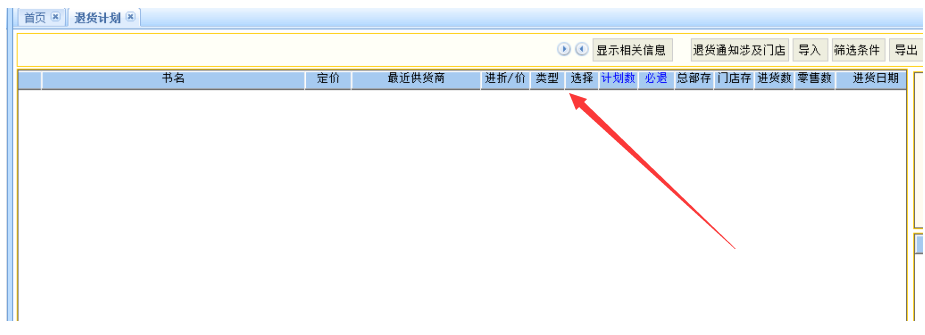 首页 退货计划
显示相关信息 退货通知涉及门店 导入 筛选条件 导出
书名 定价 最近供货商 进折/价 类型 选择 计划数 必退 总部存 门店存 进货数 零售数 进货日期